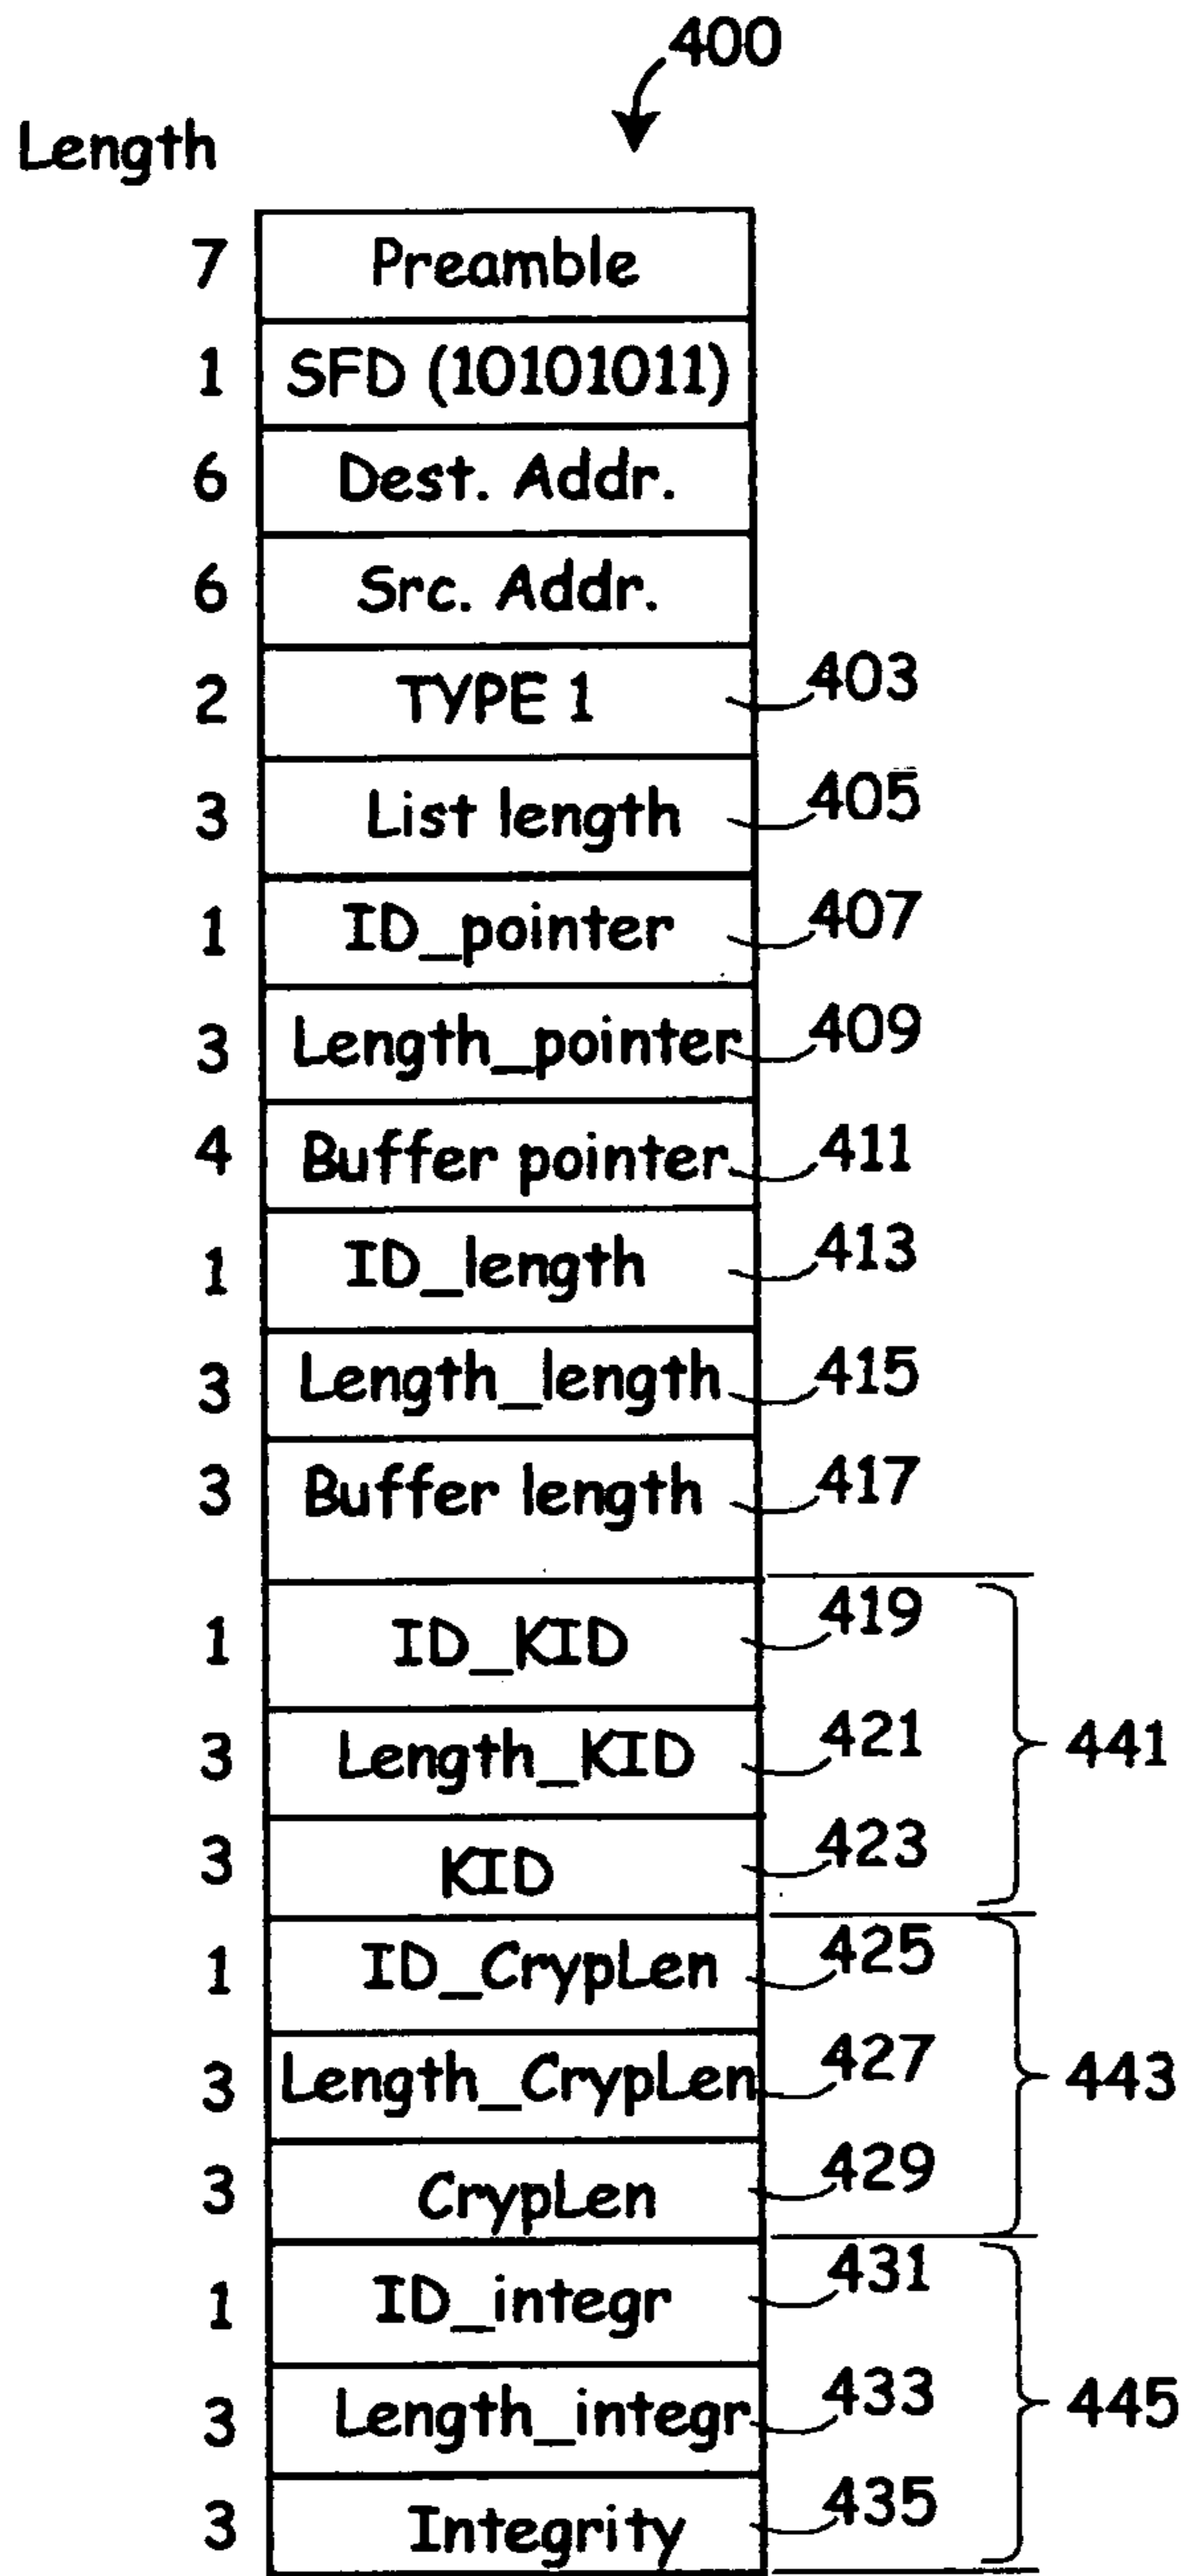 400
Length
7 Preamble
1 SFD (10101011)
6 Dest. Addr.
6 Src. Addr.
2 TYPE 1 403
3 List length 405
1 ID_pointer 407
3 Length_pointer 409
4 Buffer pointer 411
1 ID_length 413
3 Length_length 415
3 Buffer length 417
1 ID_KID 419
3 Length_KID 421
441
3 KID 423
1 ID_CrypLen 425
3 Length_CrypLen 427
443
3 CrypLen 429
1 ID_integr 431
3 Length_integr 433
445
3 Integrity 435